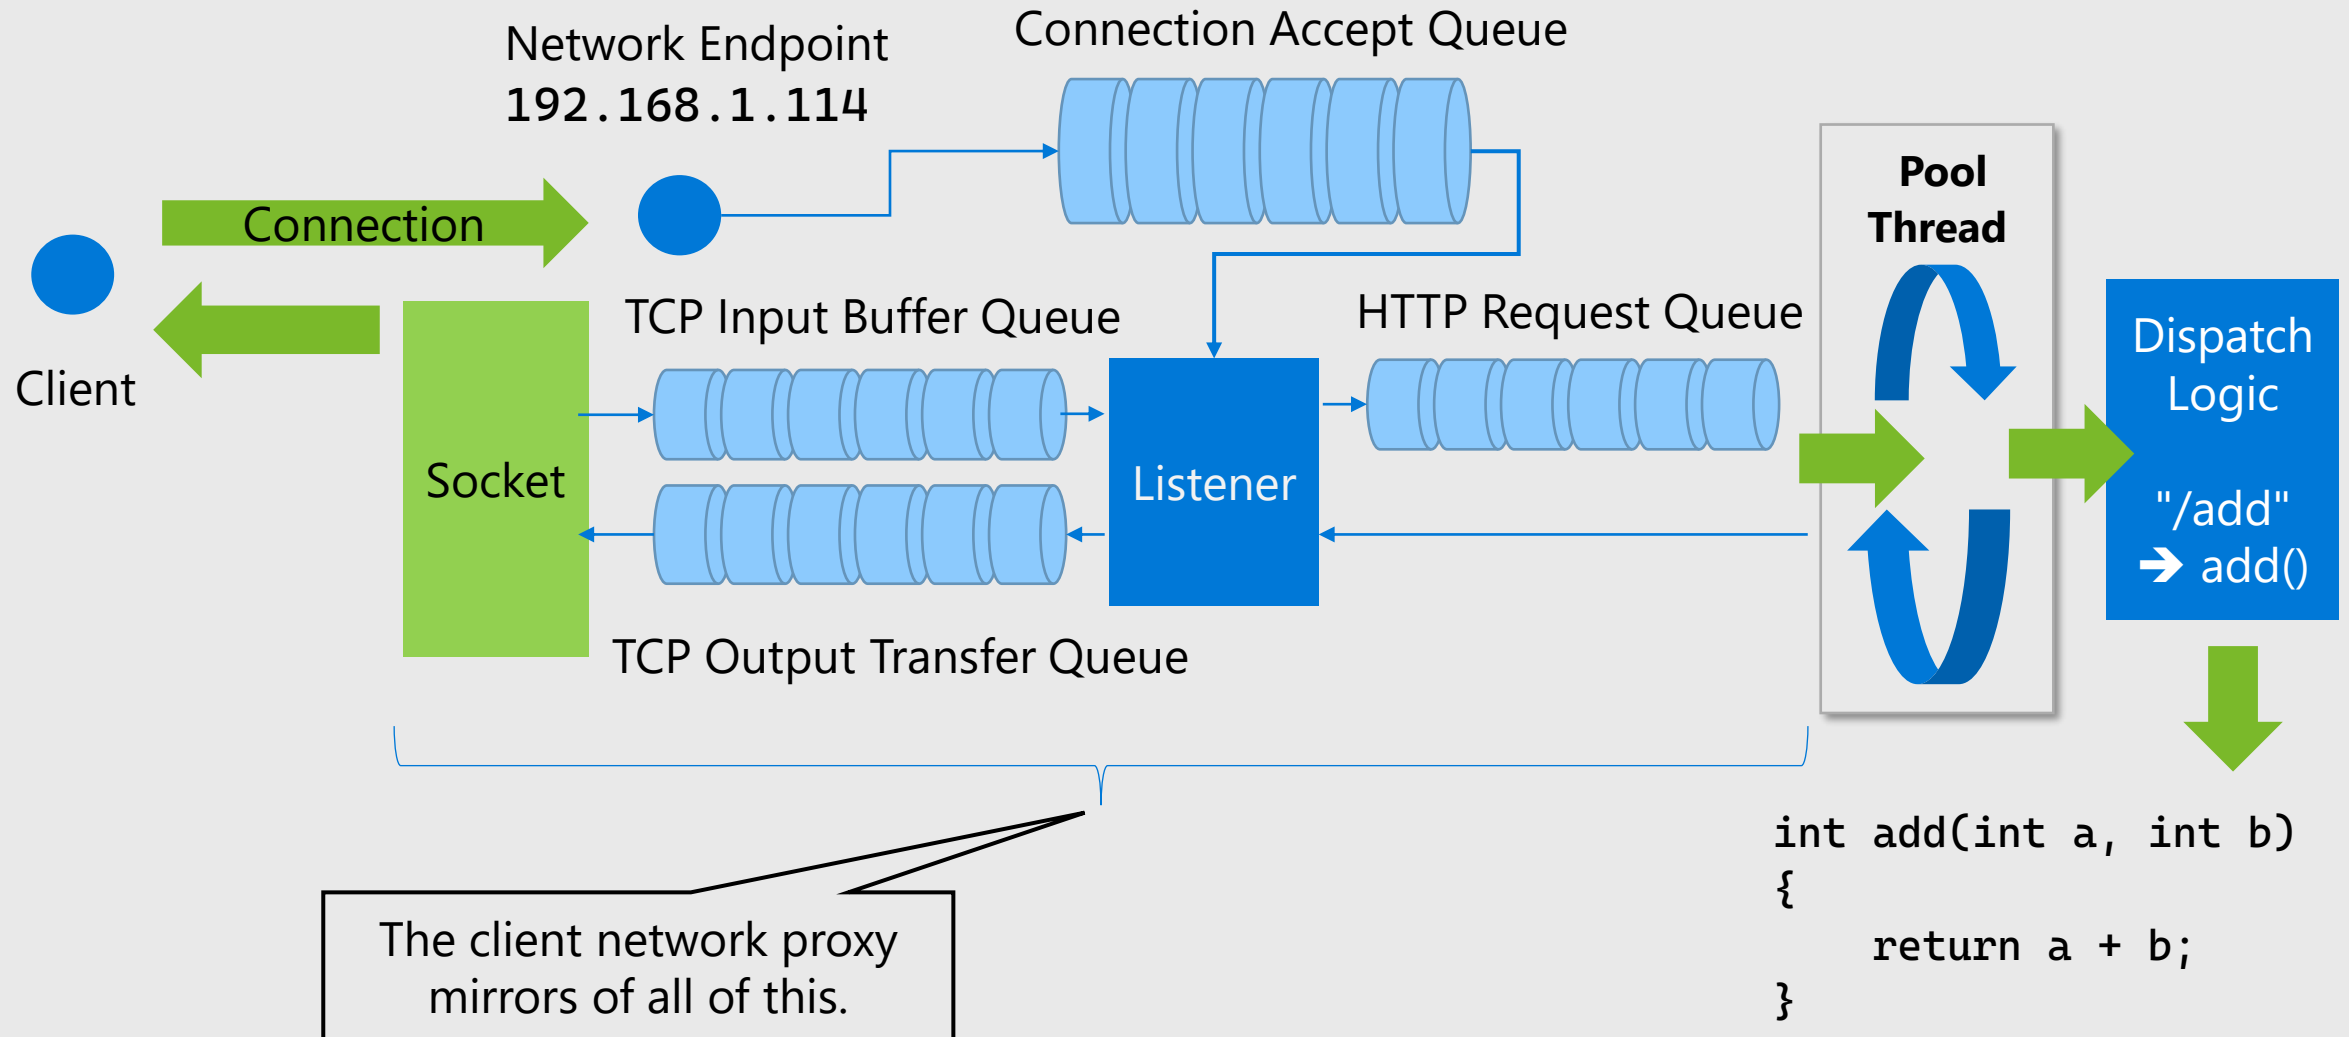 Network Endpoint
192.168.1.114
Connection Accept Queue
Connection
Client
Socket
TCP Input Buffer Queue
TCP Output Transfer Queue
Listener
HTTP Request Queue
Pool
Thread
Dispatch
Logic
"/add"
➔ add()
int add(int a, int b)
{
    return a + b;
}
The client network proxy
mirrors of all of this.